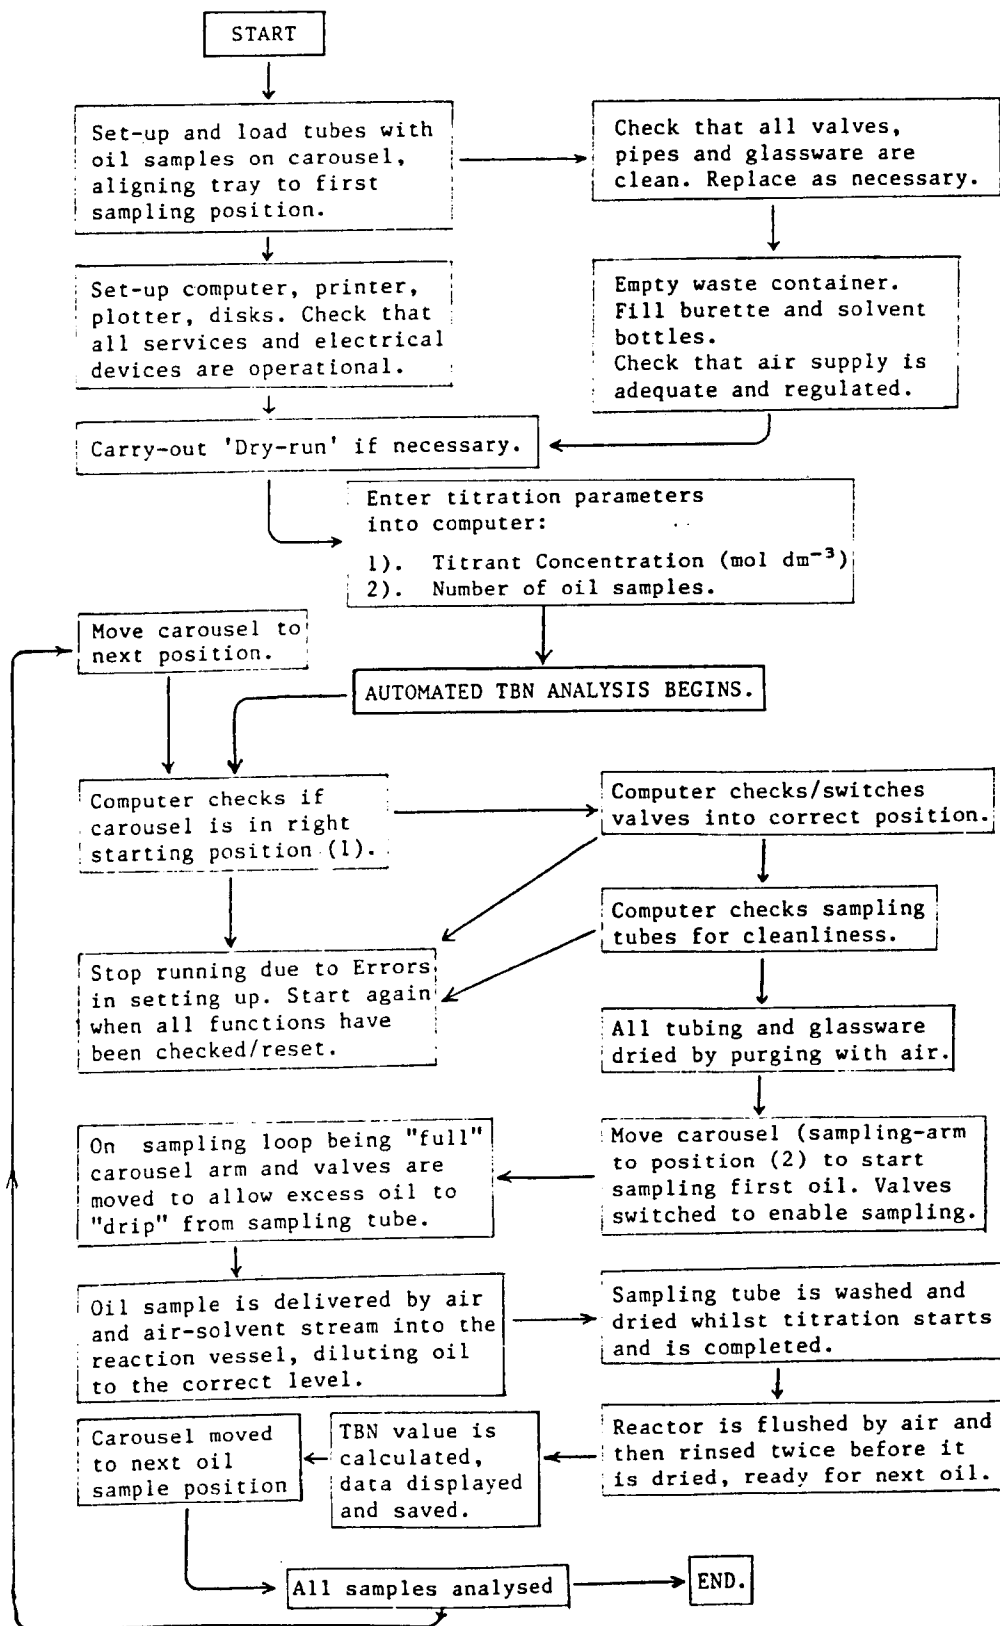 START
Set-up and load tubes with
oil samples on carousel,
aligning tray to first
sampling position.
Check that all valves,
pipes and glassware are
clean. Replace as necessary.
Set-up computer, printer,
plotter, disks. Check that
all services and electrical
devices are operational.
Empty waste container.
Fill burette and solvent
bottles.
Check that air supply is
adequate and regulated.
Carry-out 'Dry-run' if necessary.
Enter titration parameters
into computer:
1). Titrant Concentration (mol dm⁻³)
2). Number of oil samples.
Move carousel to
next position.
AUTOMATED TBN ANALYSIS BEGINS.
Computer checks if
carousel is in right
starting position (1).
Computer checks/switches
valves into correct position.
Computer checks sampling
tubes for cleanliness.
Stop running due to Errors
in setting up. Start again
when all functions have
been checked/reset.
All tubing and glassware
dried by purging with air.
Move carousel (sampling-arm
to position (2) to start
sampling first oil. Valves
switched to enable sampling.
On sampling loop being "full"
carousel arm and valves are
moved to allow excess oil to
"drip" from sampling tube.
Oil sample is delivered by air
and air-solvent stream into the
reaction vessel, diluting oil
to the correct level.
Sampling tube is washed and
dried whilst titration starts
and is completed.
Reactor is flushed by air and
then rinsed twice before it
is dried, ready for next oil.
TBN value is
calculated,
data displayed
and saved.
Carousel moved
to next oil
sample position
All samples analysed
END.